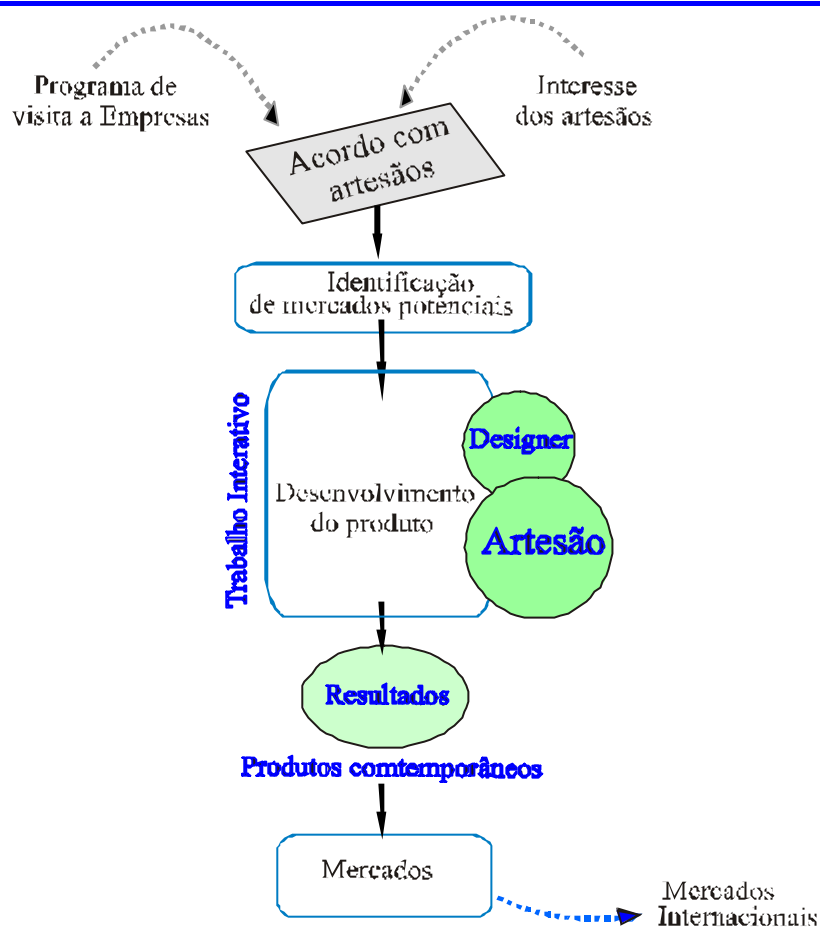 Programa de
visita a Empresas
Interesse
dos artesãos
Acordo com
artesãos
Identificação
de mercados potenciais
Trabalho Interativo
Desenvolvimento
do produto
Designer
Artesão
Resultados
Produtos comtemporâneos
Mercados
Mercados
Internacionais